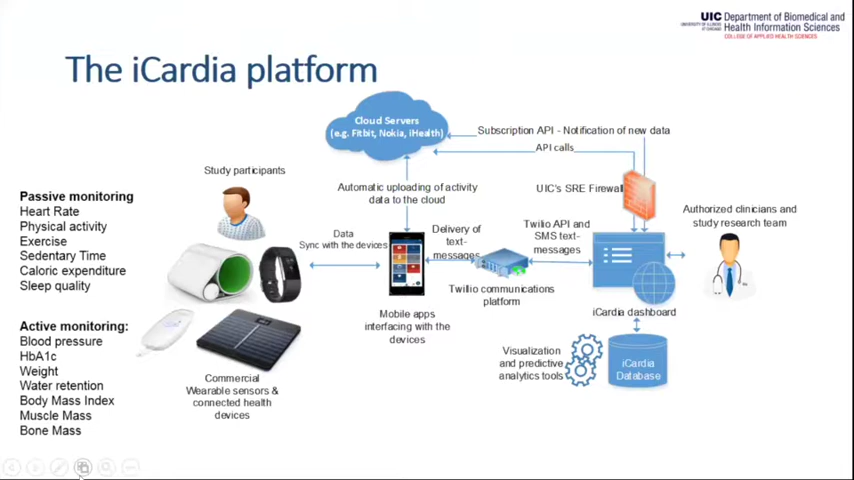 UIC Department of Biomedical and
Health Information Sciences
UNIVERSITY OF ILLINOIS
AT CHICAGO
COLLEGE OF APPLIED HEALTH SCIENCES
The iCardia platform
Cloud Servers
(e.g. Fitbit, Nokia, iHealth)
Subscription API - Notification of new data
API calls
Study participants
Automatic uploading of activity
data to the cloud
UIC's SRE Firewall
Passive monitoring
Heart Rate
Physical activity
Exercise
Sedentary Time
Caloric expenditure
Sleep quality
Data
Sync with the devices
Delivery of
text-
messages
Twilio API and
SMS text-
messages
Authorized clinicians and
study research team
Twilio communications
platform
Mobile apps
interfacing with the
devices
iCardia dashboard
Active monitoring:
Blood pressure
HbA1c
Weight
Water retention
Body Mass Index
Muscle Mass
Bone Mass
Commercial
Wearable sensors &
connected health
devices
Visualization
and predictive
analytics tools
iCardia
Database